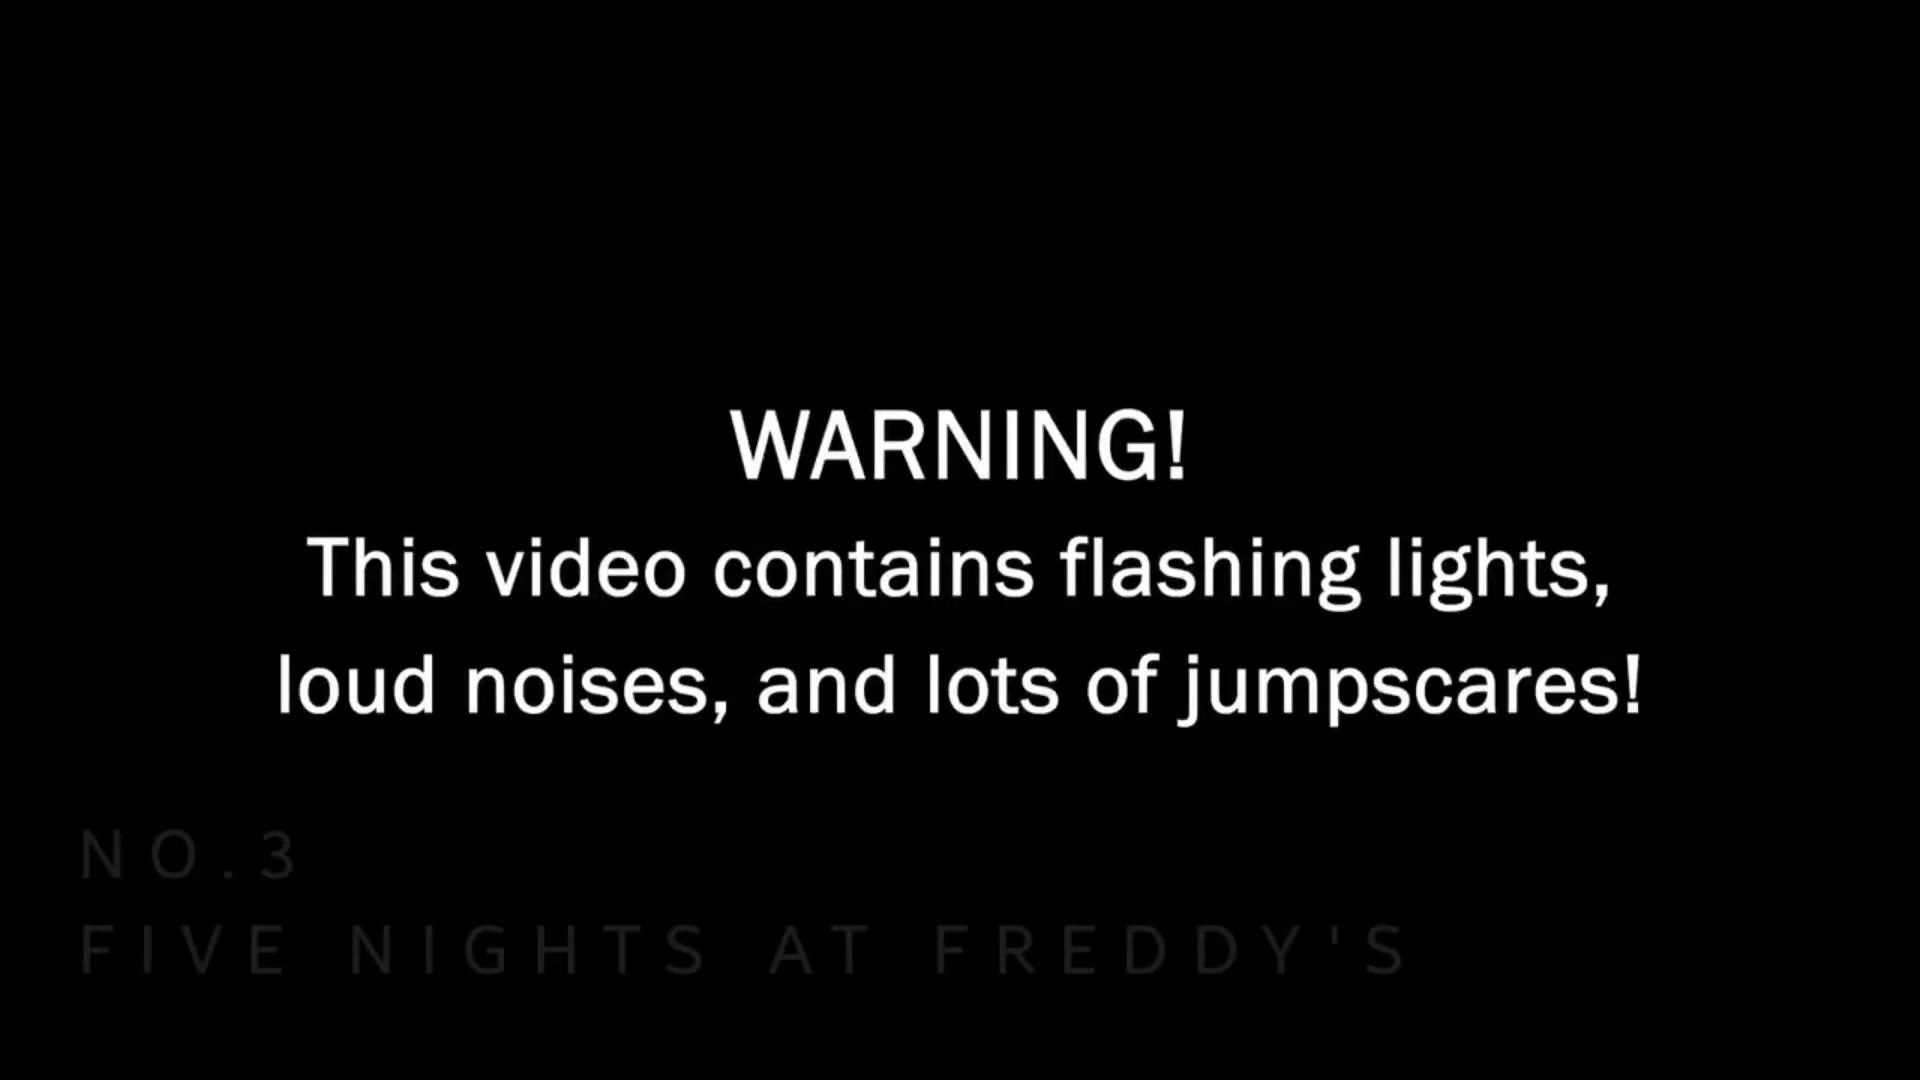 WARNING!
This video contains flashing lights,
loud noises, and lots of jumpscares!
NO.3
FIVE NIGHTS AT FREDDY'S